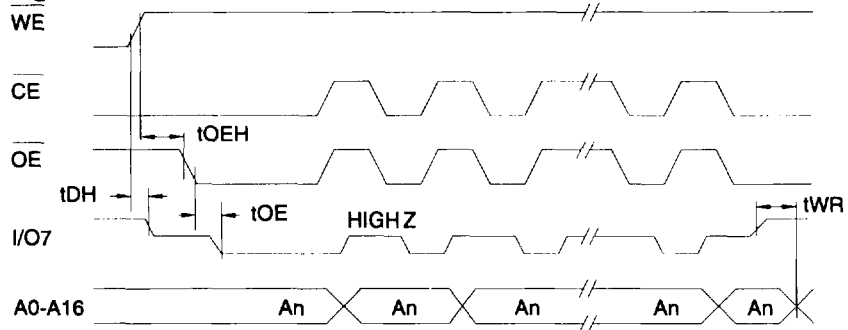 WE
CE
tOEH
OE
tDH
tOE
tWR
HIGH Z
I/O7
A0-A16
An
An
An
An
An